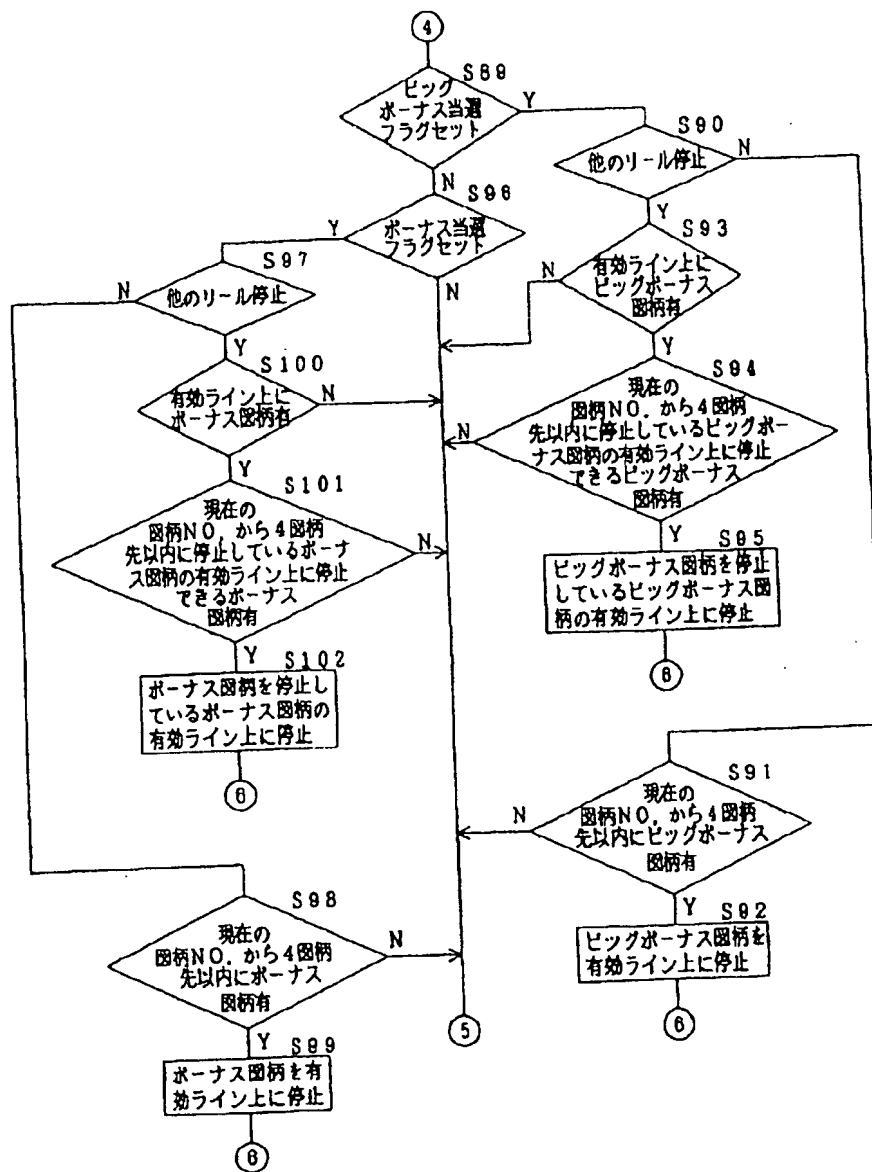 ④
S89
ビッグ
ボーナス当選
フラグセット
Y
N
S90
他のリール停止
N
Y
S96
ボーナス当選
フラグセット
Y
N
S93
有効ライン上に
ビッグボーナス
図柄有
N
Y
S97
他のリール停止
N
Y
S100
有効ライン上に
ボーナス図柄有
N
Y
S94
現在の
図柄NO.から4図柄
先以内に停止しているビッグボー
ナス図柄の有効ライン上に停止
できるビッグボーナス
図柄有
N
Y
S101
現在の
図柄NO.から4図柄
先以内に停止しているボーナ
ス図柄の有効ライン上に停止
できるボーナス
図柄有
N
Y
S95
ビッグボーナス図柄を停止
しているビッグボーナス図
柄の有効ライン上に停止
⑥
S102
ボーナス図柄を停止し
ているボーナス図柄の
有効ライン上に停止
⑥
S91
現在の
図柄NO.から4図柄
先以内にビッグボーナス
図柄有
N
Y
S92
ビッグボーナス図柄を
有効ライン上に停止
⑥
S98
現在の
図柄NO.から4図柄
先以内にボーナス
図柄有
N
Y
⑤
S99
ボーナス図柄を有
効ライン上に停止
⑥